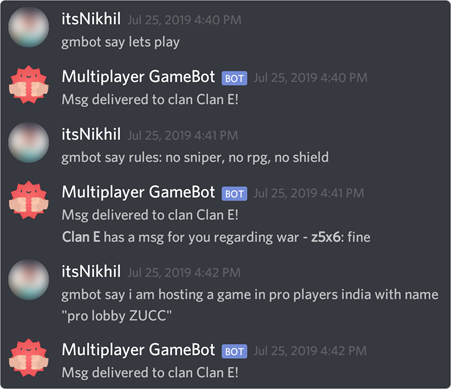 itsNikhil Jul 25, 2019 4:40 PM
gmbot say lets play
Multiplayer GameBot BOT Jul 25, 2019 4:40 PM
Msg delivered to clan Clan E!
itsNikhil Jul 25, 2019 4:41 PM
gmbot say rules: no sniper, no rpg, no shield
Multiplayer GameBot BOT Jul 25, 2019 4:41 PM
Msg delivered to clan Clan E!
Clan E has a msg for you regarding war - z5x6: fine
itsNikhil Jul 25, 2019 4:42 PM
gmbot say i am hosting a game in pro players india with name
"pro lobby ZUCC"
Multiplayer GameBot BOT Jul 25, 2019 4:42 PM
Msg delivered to clan Clan E!